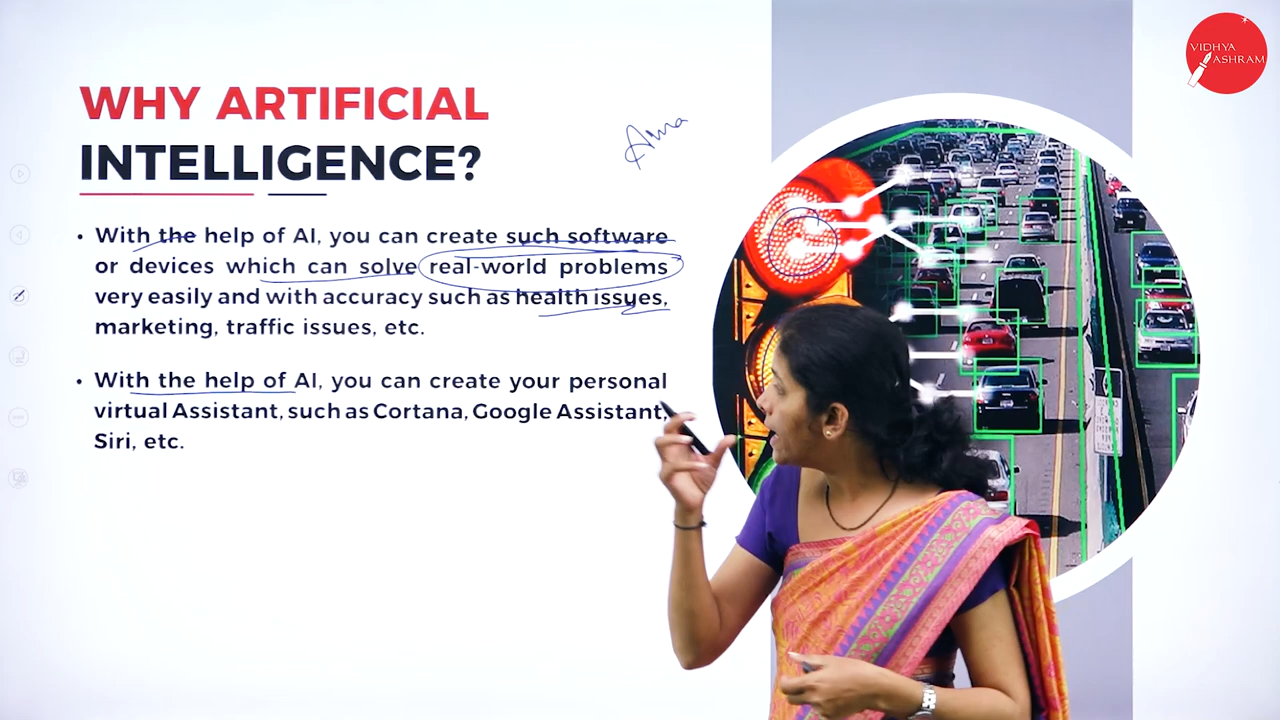 VIDHYA
ASHRAM
WHY ARTIFICIAL
INTELLIGENCE?
• With the help of AI, you can create such software
or devices which can solve real-world problems
very easily and with accuracy such as health issues,
marketing, traffic issues, etc.
• With the help of AI, you can create your personal
virtual Assistant, such as Cortana, Google Assistant,
Siri, etc.